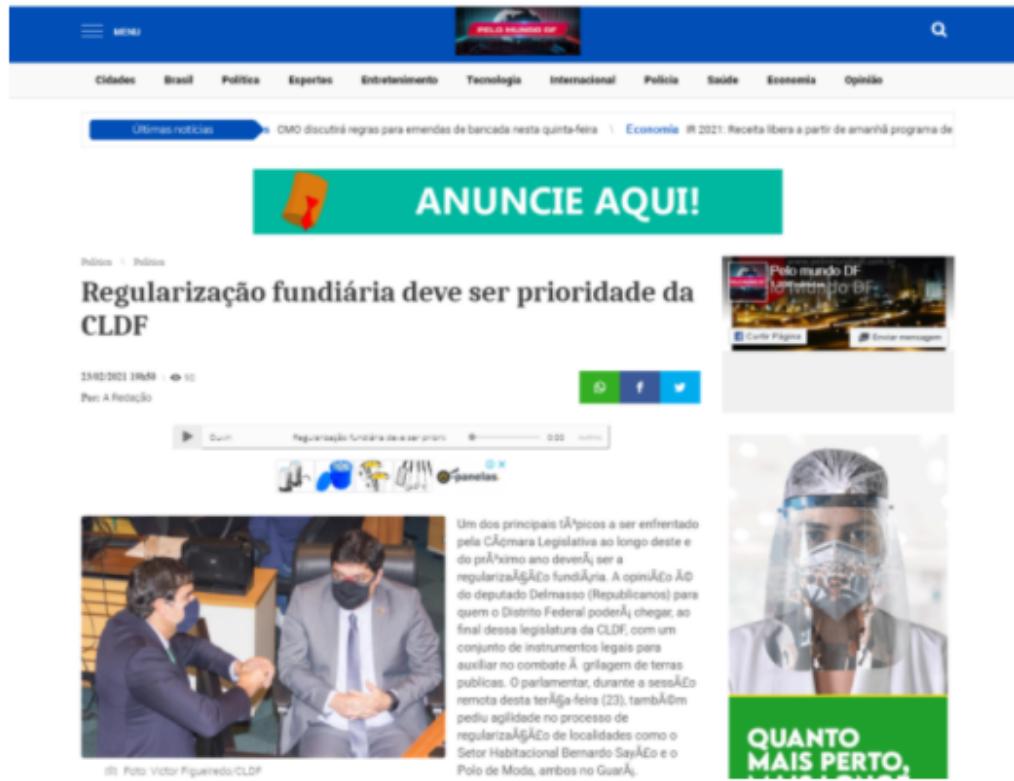 MENU
PELO MUNDO DF
Cidades Brasil Política Esportes Entretenimento Tecnologia Internacional Polícia Saúde Economia Opinião
Últimas notícias CMO discutirá regras para emendas de bancada nesta quinta-feira \ Economia IR 2021: Receita libera a partir de amanhã programa de
ANUNCIE AQUI!
Política \ Política
Regularização fundiária deve ser prioridade da
CLDF
23/02/2021 19h50
Por: A Redação
Ouvir Regularização fundiária deve ser priori 0:00
panelas
Pelo mundo DF
Curtir Página Enviar mensagem
Um dos principais tÃ³picos a ser enfrentado
pela CÃ¢mara Legislativa ao longo deste e
do prÃ³ximo ano deverÃ¡ ser a
regularizaÃ§Ã£o fundiÃ¡ria. A opiniÃ£o Ã©
do deputado Delmasso (Republicanos) para
quem o Distrito Federal poderÃ¡ chegar, ao
final dessa legislatura da CLDF, com um
conjunto de instrumentos legais para
auxiliar no combate Ã grilagem de terras
publicas. O parlamentar, durante a sessÃ£o
remota desta terÃ§a-feira (23), tambÃ©m
pediu agilidade no processo de
regularizaÃ§Ã£o de localidades como o
Setor Habitacional Bernardo SayÃ£o e o
Polo de Moda, ambos no GuarÃ¡.
Foto: Victor Figueiredo/CLDF
QUANTO
MAIS PERTO,